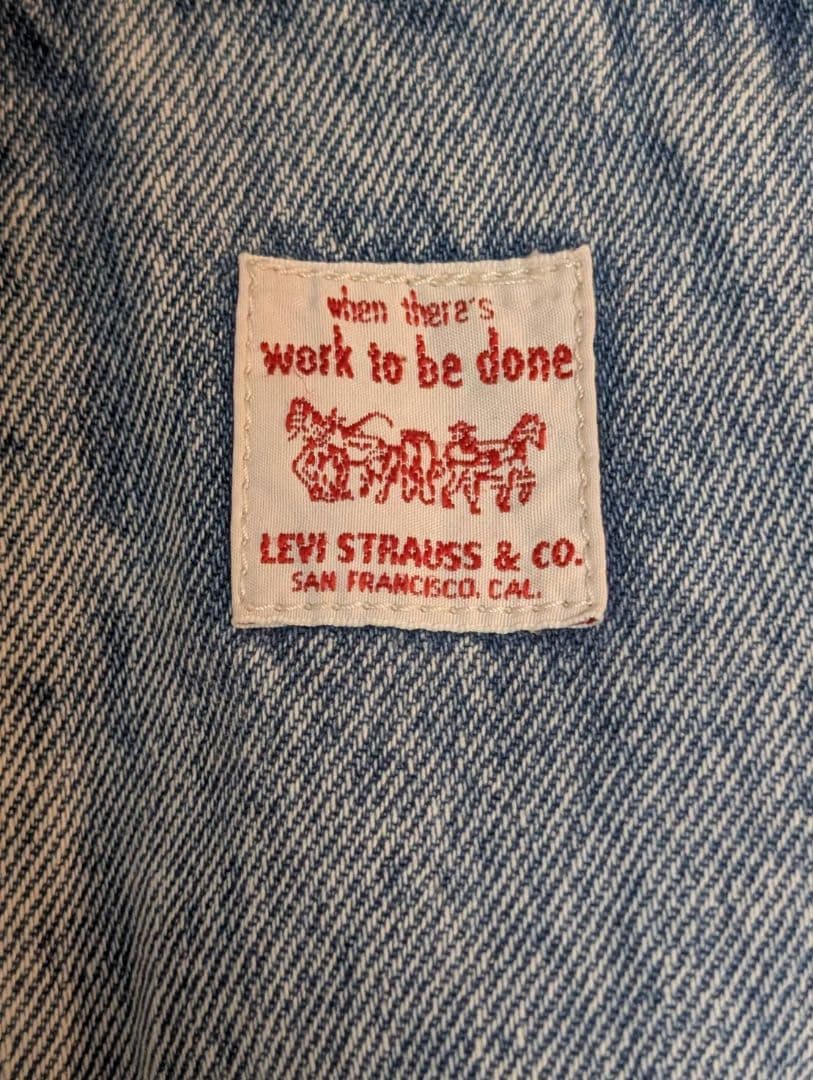 when there's
work to be done
LEVI STRAUSS & CO.
SAN FRANCISCO, CAL.